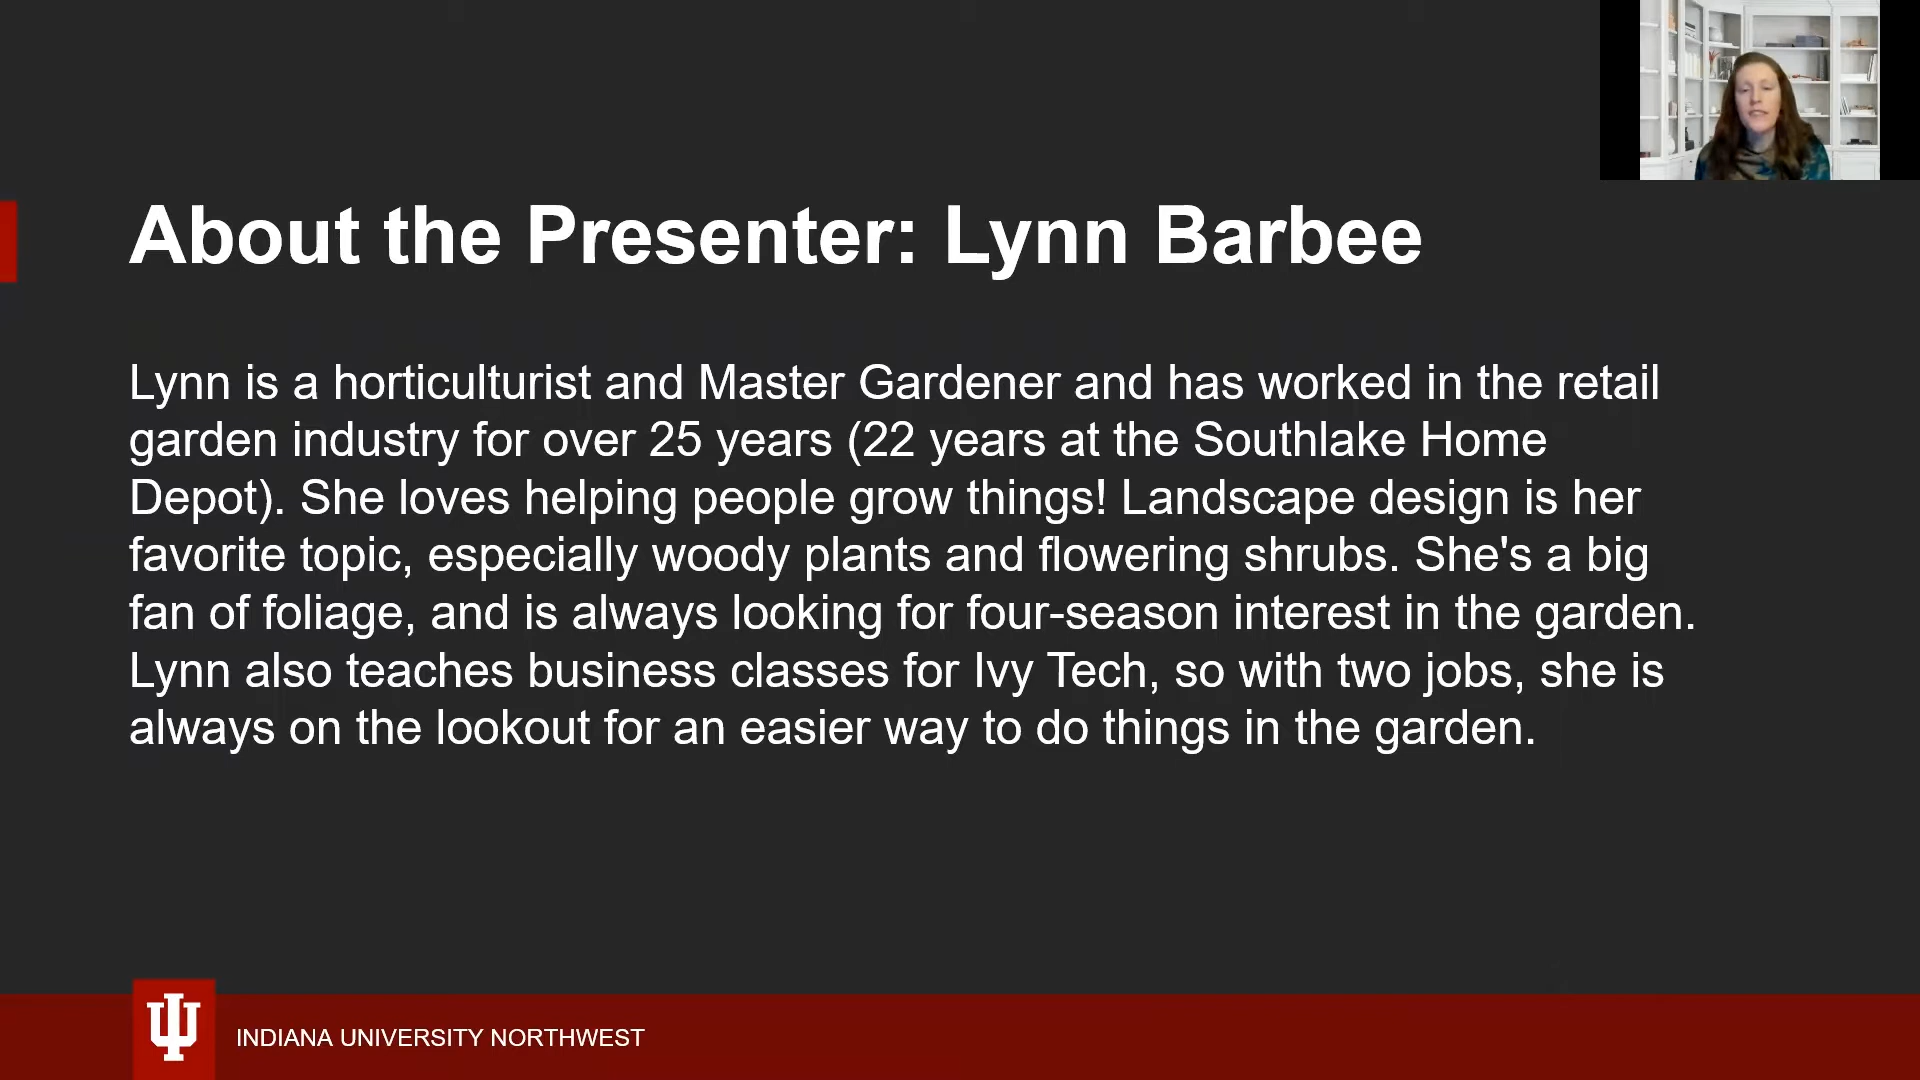 About the Presenter: Lynn Barbee
Lynn is a horticulturist and Master Gardener and has worked in the retail
garden industry for over 25 years (22 years at the Southlake Home
Depot). She loves helping people grow things! Landscape design is her
favorite topic, especially woody plants and flowering shrubs. She's a big
fan of foliage, and is always looking for four-season interest in the garden.
Lynn also teaches business classes for Ivy Tech, so with two jobs, she is
always on the lookout for an easier way to do things in the garden.
INDIANA UNIVERSITY NORTHWEST